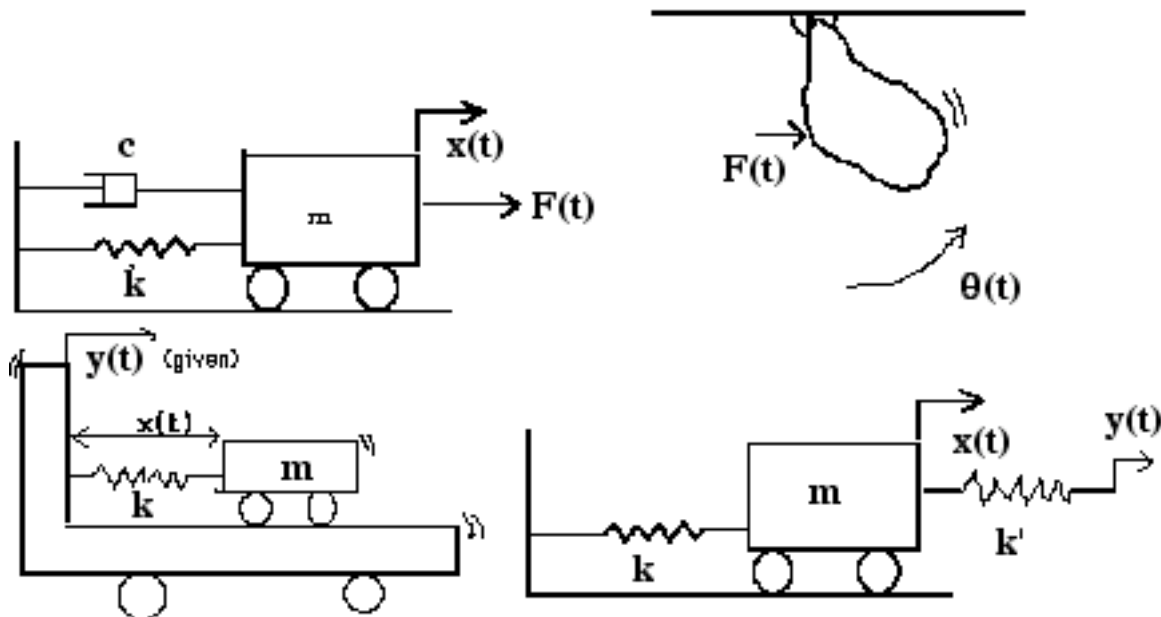 c
x(t)
m
F(t)
k
F(t)
θ(t)
y(t) (given)
x(t)
m
k
x(t)
y(t)
m
k
k'